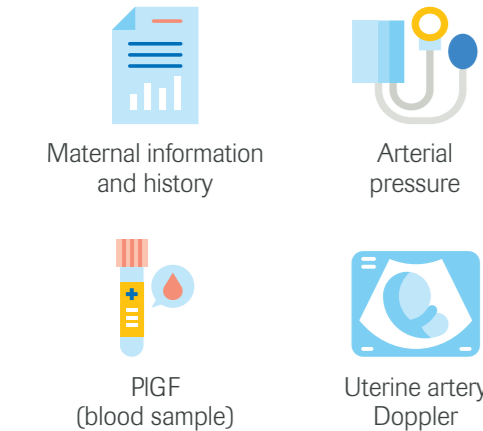 Maternal information
and history
Arterial
pressure
PlGF
(blood sample)
Uterine artery
Doppler